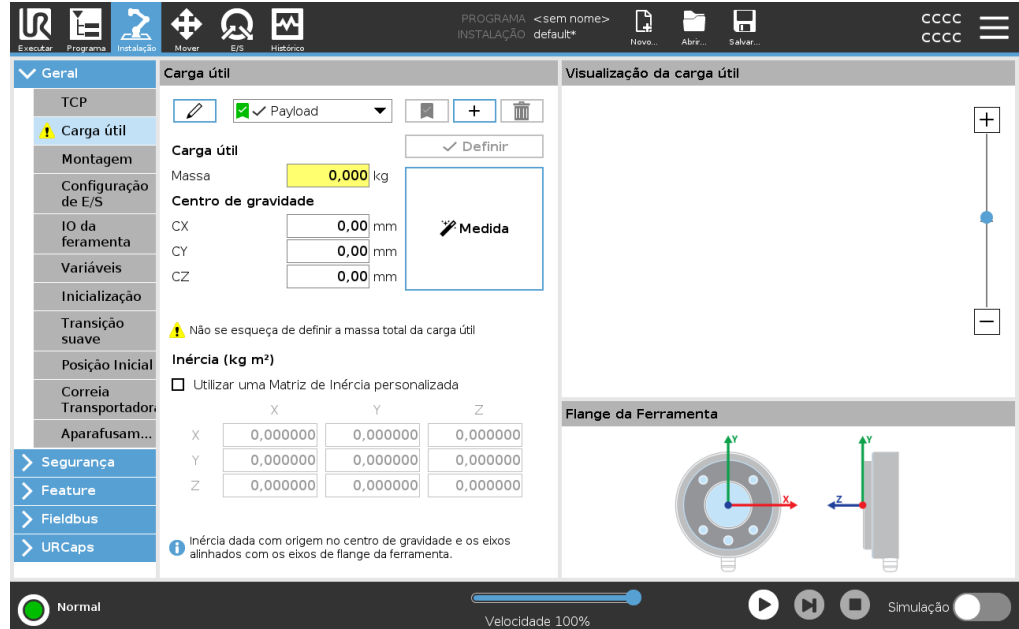 PROGRAMA <sem nome>
INSTALAÇÃO default*
UR
Executar
Programa
Instalação
Mover
E/S
Histórico
Novo...
Abrir...
Salvar...
CCCC
CCCC
Geral
TCP
Carga útil
Montagem
Configuração
de E/S
IO da
feramenta
Variáveis
Inicialização
Transição
suave
Posição Inicial
Correia
Transportador
Aparafusam...
Segurança
Feature
Fieldbus
URCaps
Carga útil
Payload
Carga útil
Definir
Massa 0,000 kg
Centro de gravidade
CX 0,00 mm
CY 0,00 mm
CZ 0,00 mm
Medida
Não se esqueça de definir a massa total da carga útil
Inércia (kg m²)
Utilizar uma Matriz de Inércia personalizada
X Y Z
X 0,000000 0,000000 0,000000
Y 0,000000 0,000000 0,000000
Z 0,000000 0,000000 0,000000
Inércia dada com origem no centro de gravidade e os eixos
alinhados com os eixos de flange da ferramenta.
Visualização da carga útil
Flange da Ferramenta
Y
X
Y
Z
Normal
Velocidade 100%
Simulação